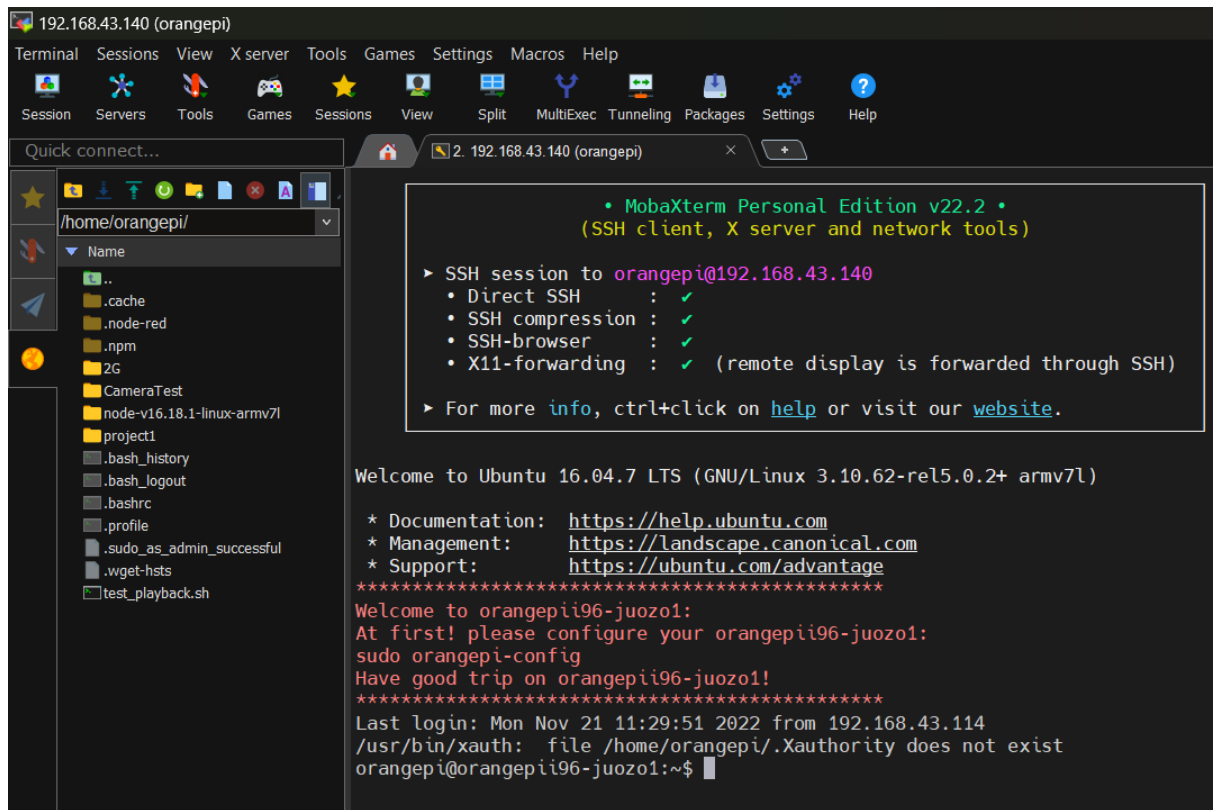 192.168.43.140 (orangepi)
Terminal Sessions View X server Tools Games Settings Macros Help
Session Servers Tools Games Sessions View Split MultiExec Tunneling Packages Settings Help
Quick connect...
2. 192.168.43.140 (orangepi)
/home/orangepi/
Name
..
.cache
.node-red
.npm
2G
CameraTest
node-v16.18.1-linux-armv7l
project1
.bash_history
.bash_logout
.bashrc
.profile
.sudo_as_admin_successful
.wget-hsts
test_playback.sh
• MobaXterm Personal Edition v22.2 •
(SSH client, X server and network tools)
➤ SSH session to orangepi@192.168.43.140
• Direct SSH : ✔
• SSH compression : ✔
• SSH-browser : ✔
• X11-forwarding : ✔ (remote display is forwarded through SSH)
➤ For more info, ctrl+click on help or visit our website.
Welcome to Ubuntu 16.04.7 LTS (GNU/Linux 3.10.62-rel5.0.2+ armv7l)
* Documentation: https://help.ubuntu.com
* Management: https://landscape.canonical.com
* Support: https://ubuntu.com/advantage
***********************************************
Welcome to orangepii96-juozo1:
At first! please configure your orangepii96-juozo1:
sudo orangepi-config
Have good trip on orangepii96-juozo1!
***********************************************
Last login: Mon Nov 21 11:29:51 2022 from 192.168.43.114
/usr/bin/xauth: file /home/orangepi/.Xauthority does not exist
orangepi@orangepii96-juozo1:~$